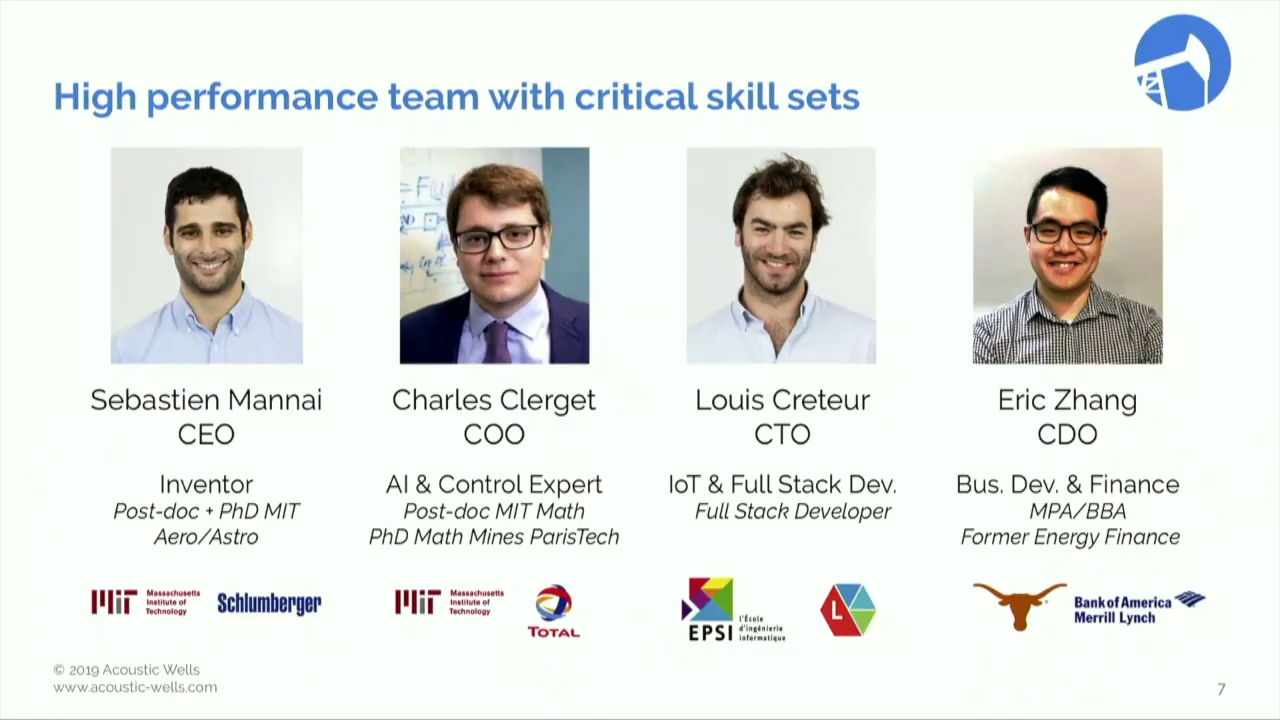 High performance team with critical skill sets
Sebastien Mannai
CEO
Inventor
Post-doc + PhD MIT
Aero/Astro
Massachusetts
Institute of
Technology
Schlumberger
Charles Clerget
COO
AI & Control Expert
Post-doc MIT Math
PhD Math Mines ParisTech
Massachusetts
Institute of
Technology
TOTAL
Louis Creteur
CTO
IoT & Full Stack Dev.
Full Stack Developer
EPSI
l'École
d'ingénierie
informatique
L
Eric Zhang
CDO
Bus. Dev. & Finance
MPA/BBA
Former Energy Finance
Bank of America
Merrill Lynch
© 2019 Acoustic Wells
www.acoustic-wells.com
7